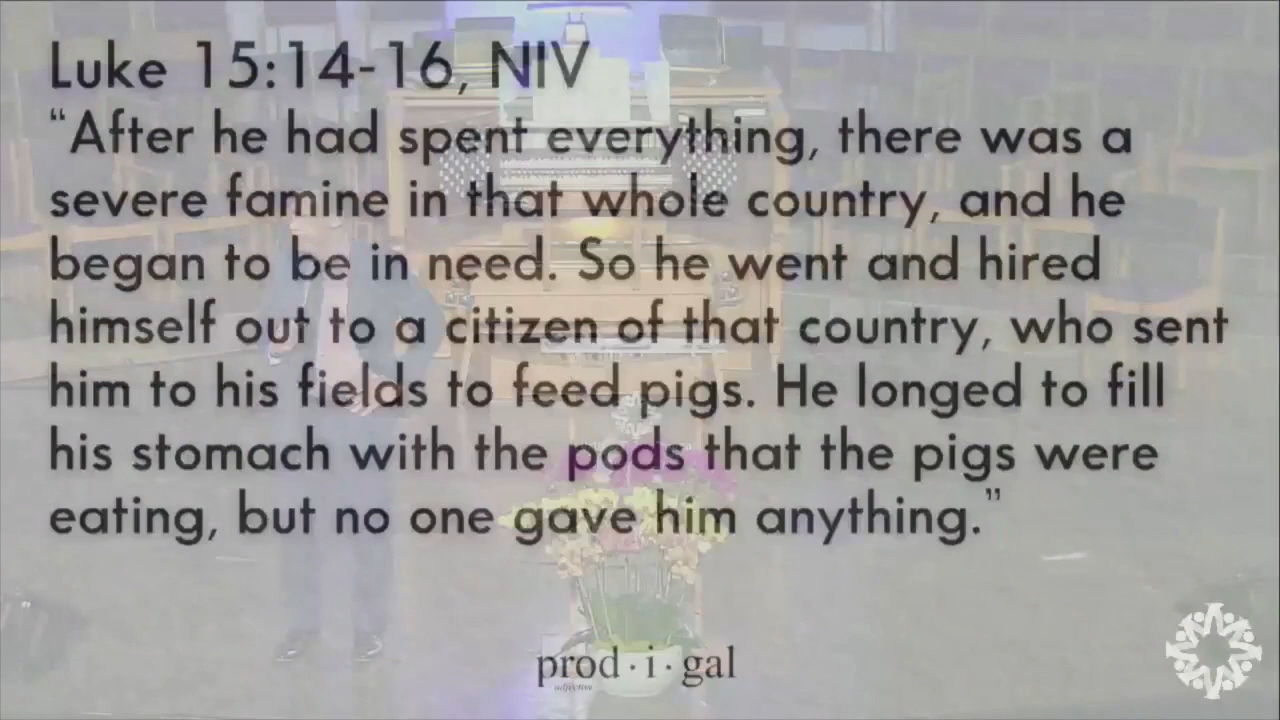 Luke 15:14-16, NIV
“After he had spent everything, there was a
severe famine in that whole country, and he
began to be in need. So he went and hired
himself out to a citizen of that country, who sent
him to his fields to feed pigs. He longed to fill
his stomach with the pods that the pigs were
eating, but no one gave him anything.”
prod·i·gal
adjective